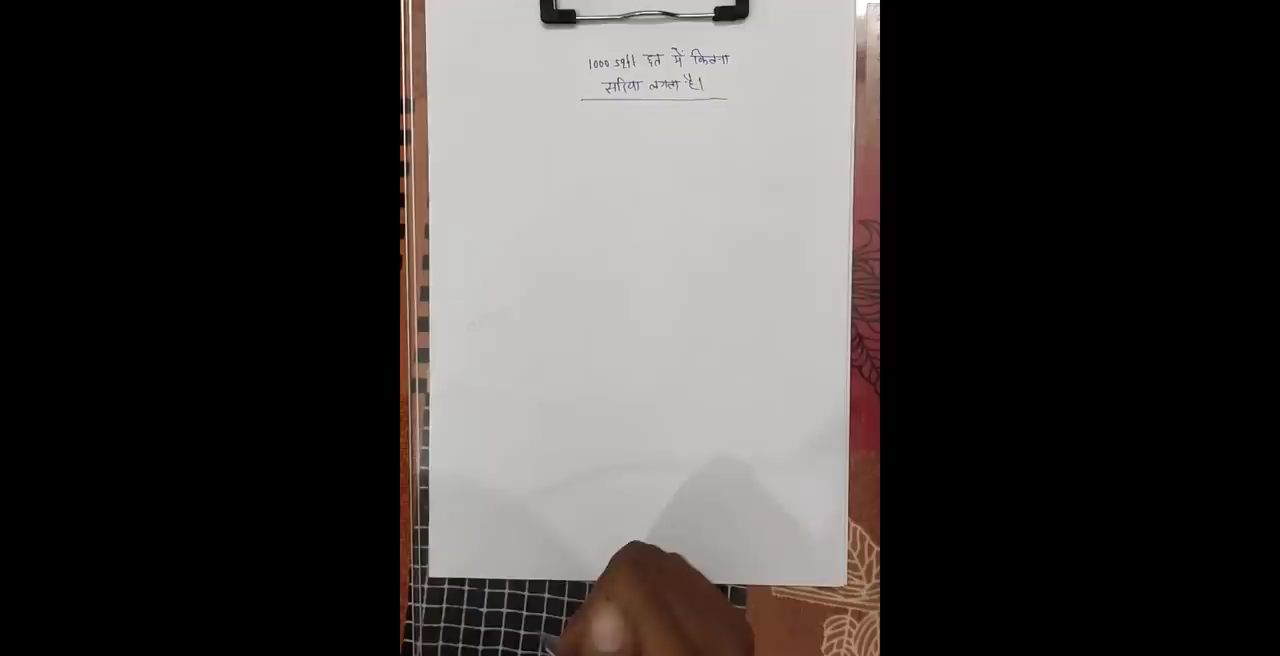 1000 sqft छत में कितना
सरिया लगता है।